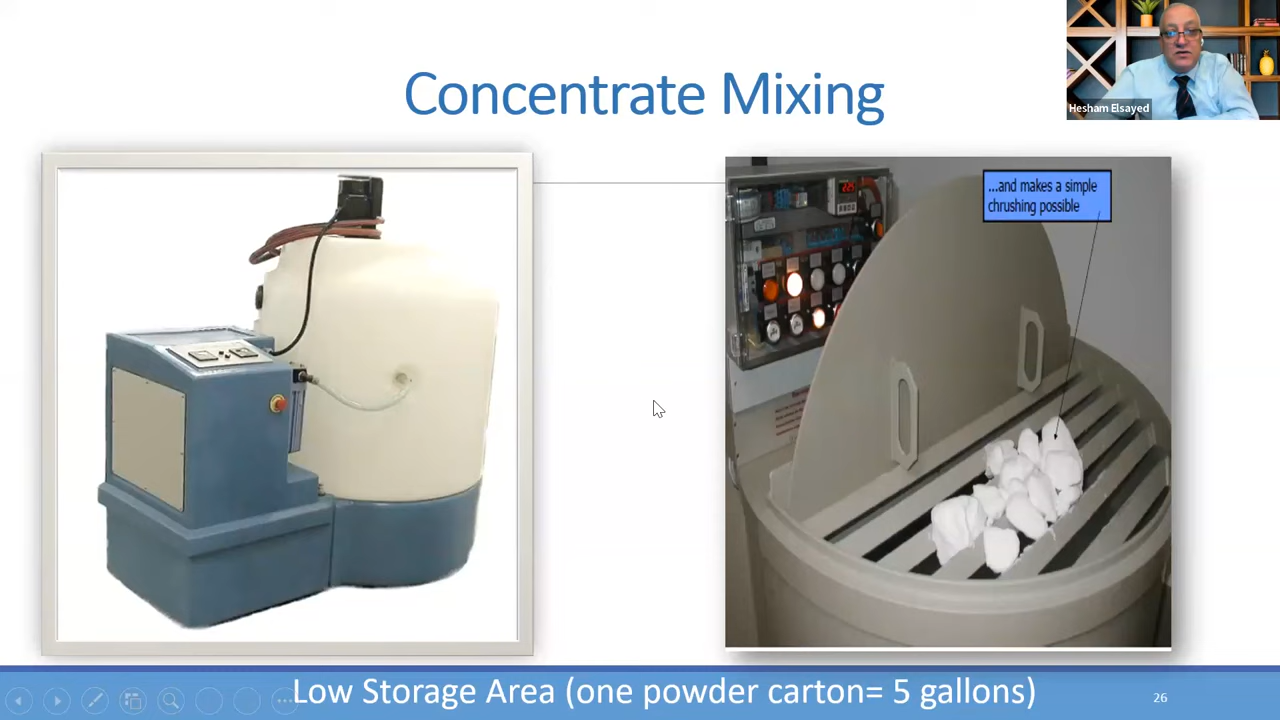 Concentrate Mixing
Hesham Elsayed
...and makes a simple
chrushing possible
Low Storage Area (one powder carton= 5 gallons)
26